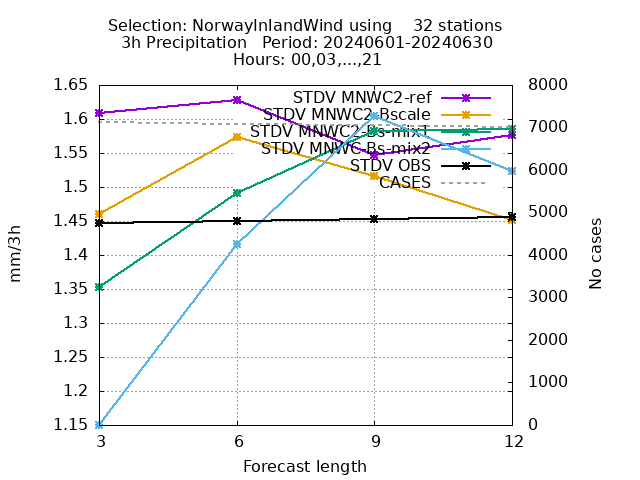 Selection: NorwayInlandWind using 32 stations
3h Precipitation Period: 20240601-20240630
Hours: 00,03,...,21
STDV MNWC2-ref
STDV MNWC2-Bscale
STDV MNWC2-Bs-mix1
STDV MNWC-Bs-mix2
STDV OBS
CASES
1.65
1.6
1.55
1.5
1.45
1.4
1.35
1.3
1.25
1.2
1.15
8000
7000
6000
5000
4000
3000
2000
1000
0
3 6 9 12
mm/3h
No cases
Forecast length